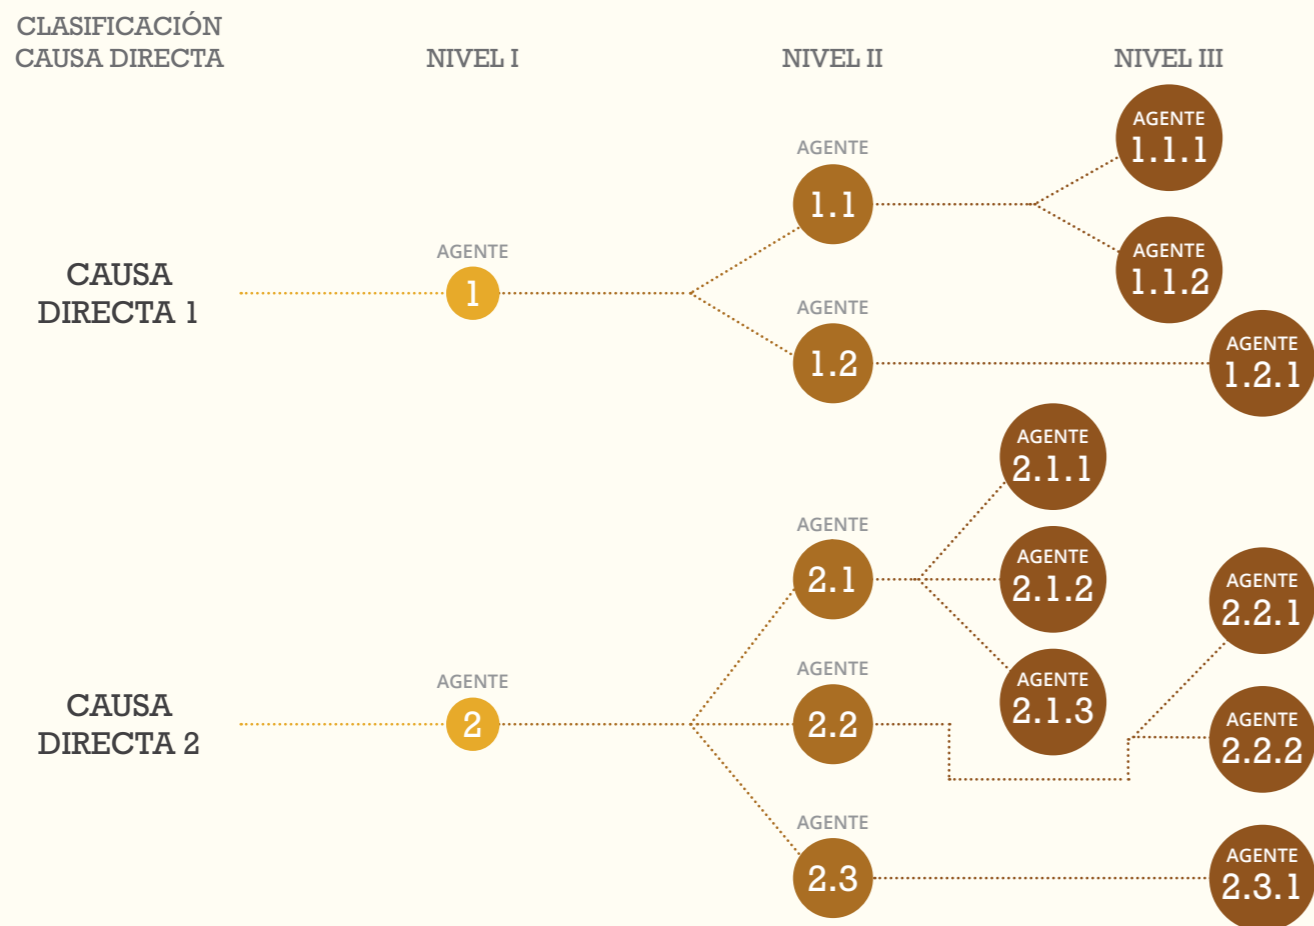 CLASIFICACIÓN
CAUSA DIRECTA
NIVEL I
NIVEL II
NIVEL III
CAUSA
DIRECTA 1
AGENTE
1
AGENTE
1.1
AGENTE
1.2
AGENTE
1.1.1
AGENTE
1.1.2
AGENTE
1.2.1
CAUSA
DIRECTA 2
AGENTE
2
AGENTE
2.1
AGENTE
2.2
AGENTE
2.3
AGENTE
2.1.1
AGENTE
2.1.2
AGENTE
2.1.3
AGENTE
2.2.1
AGENTE
2.2.2
AGENTE
2.3.1